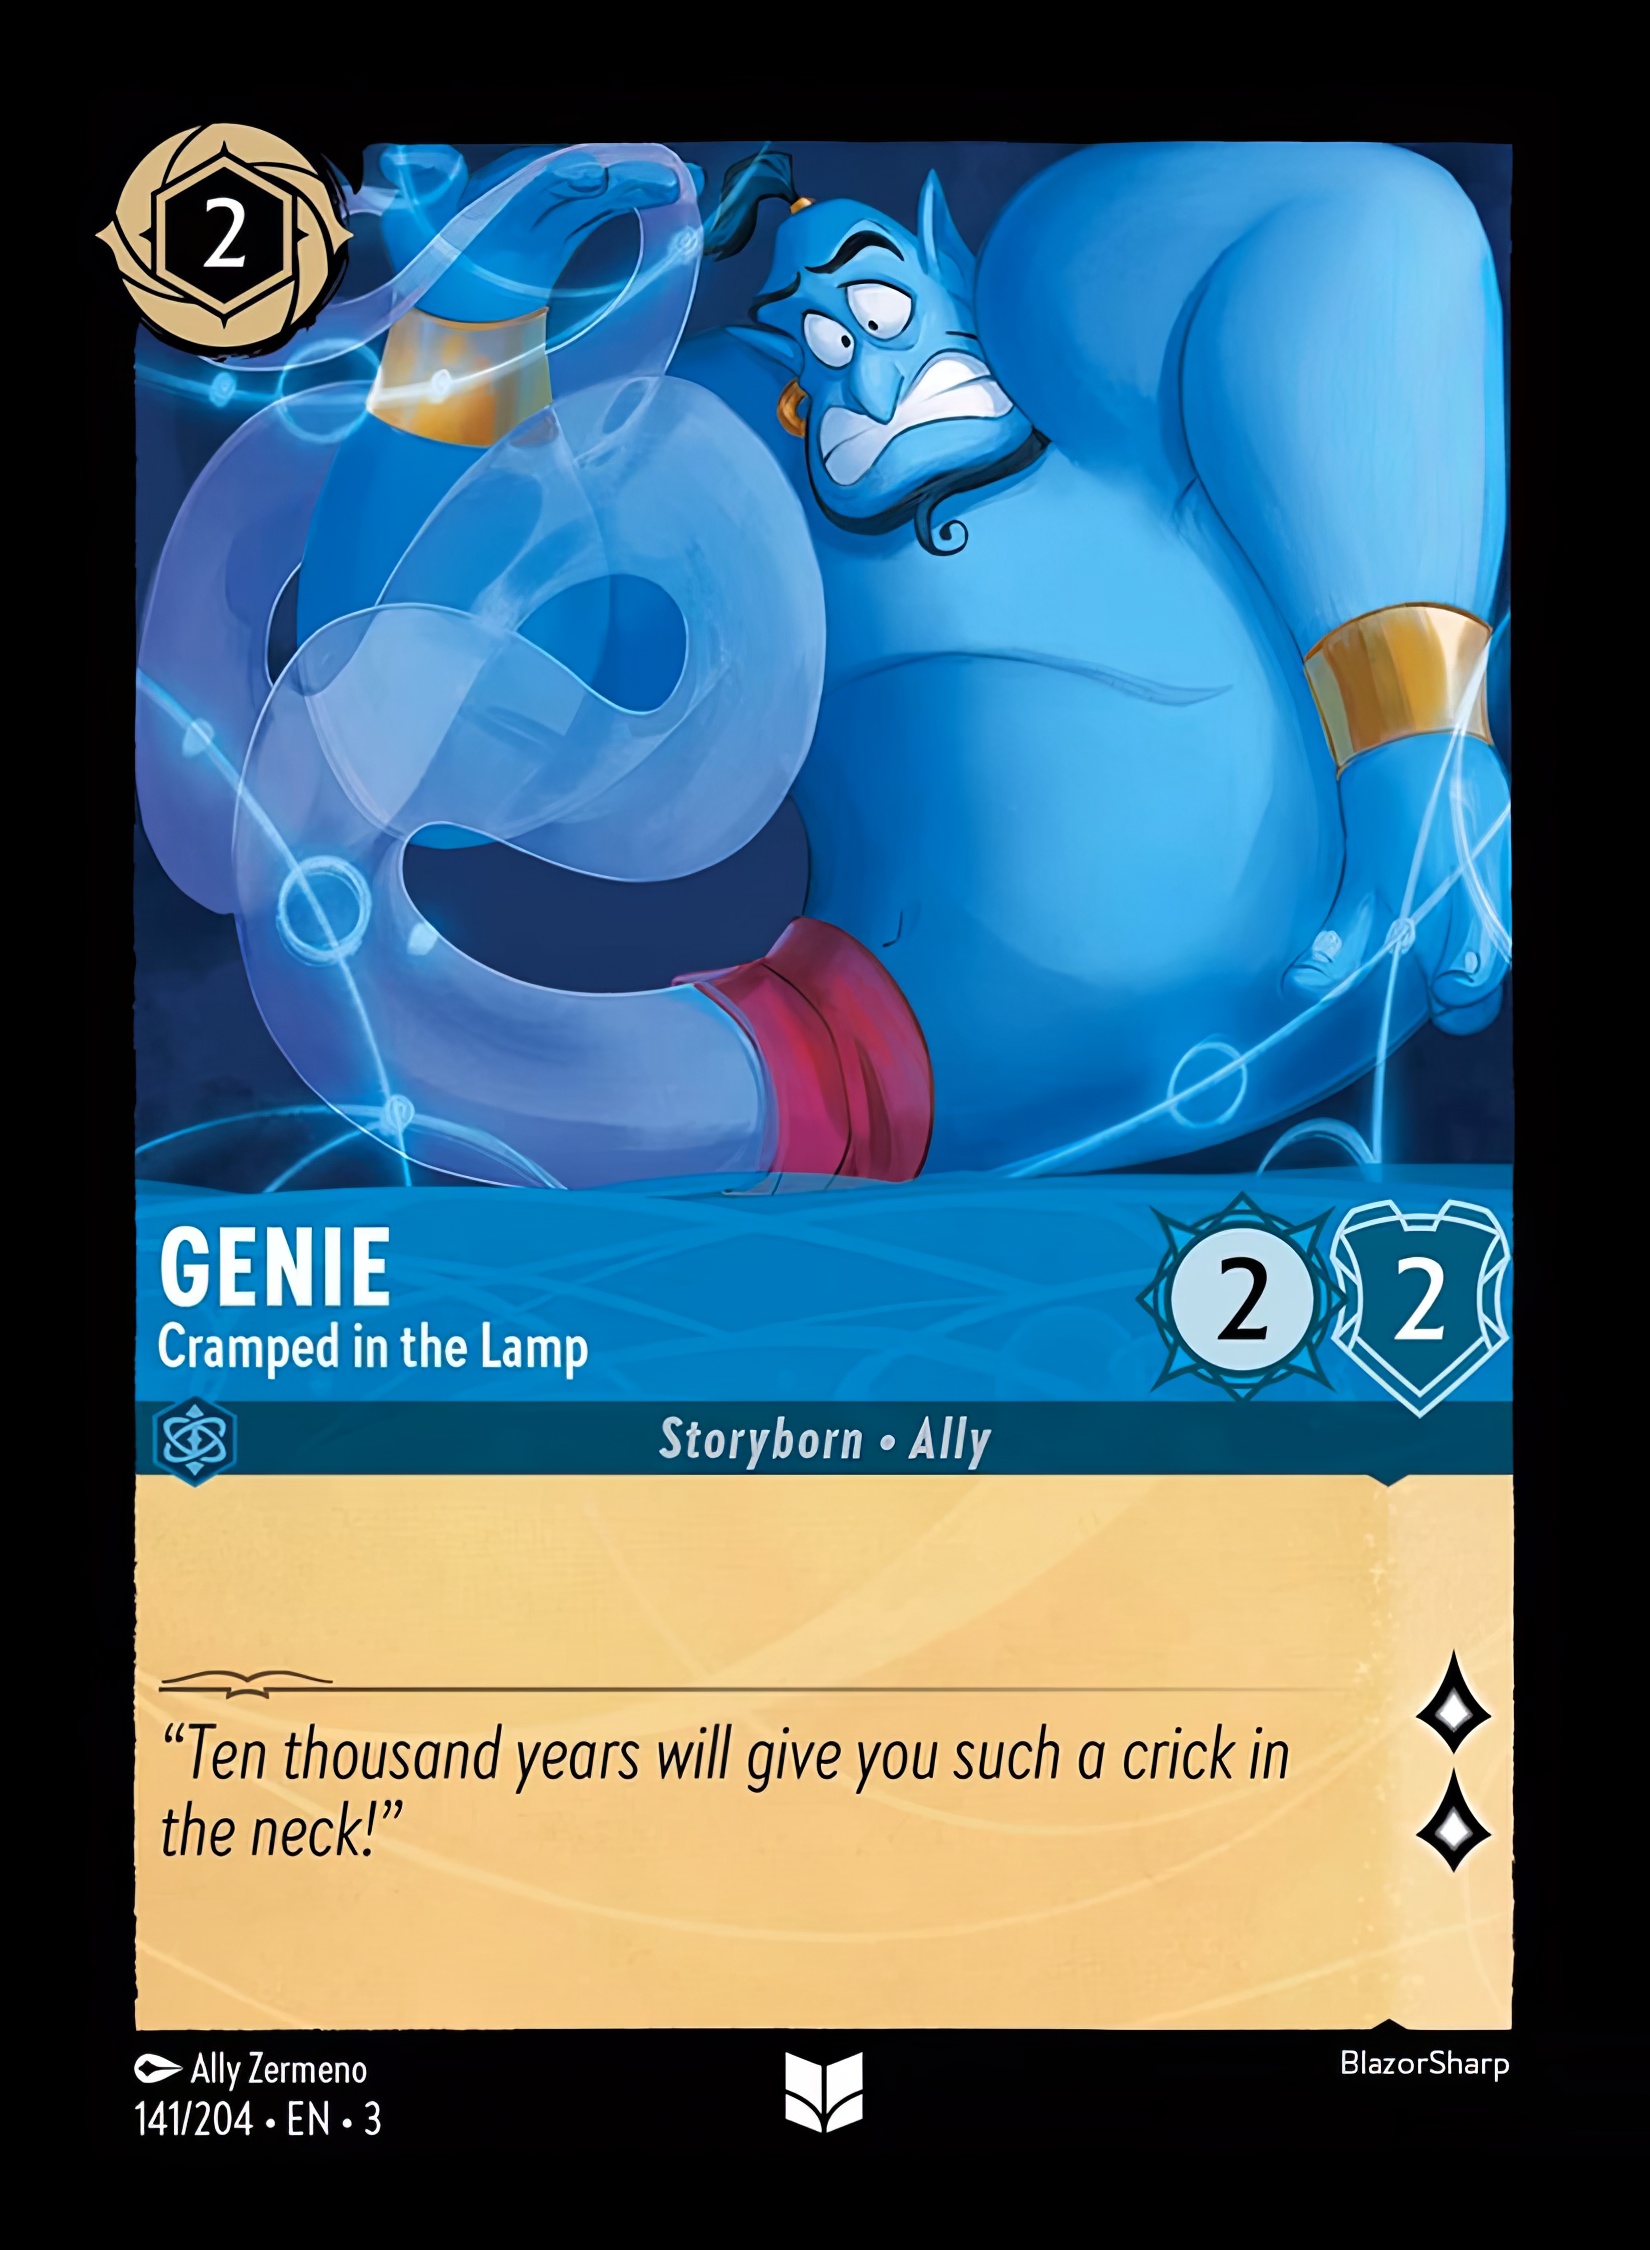 2
GENIE
Cramped in the Lamp
2 2
Storyborn • Ally
“Ten thousand years will give you such a crick in
the neck!”
Ally Zermeno
BlazorSharp
141/204 • EN • 3